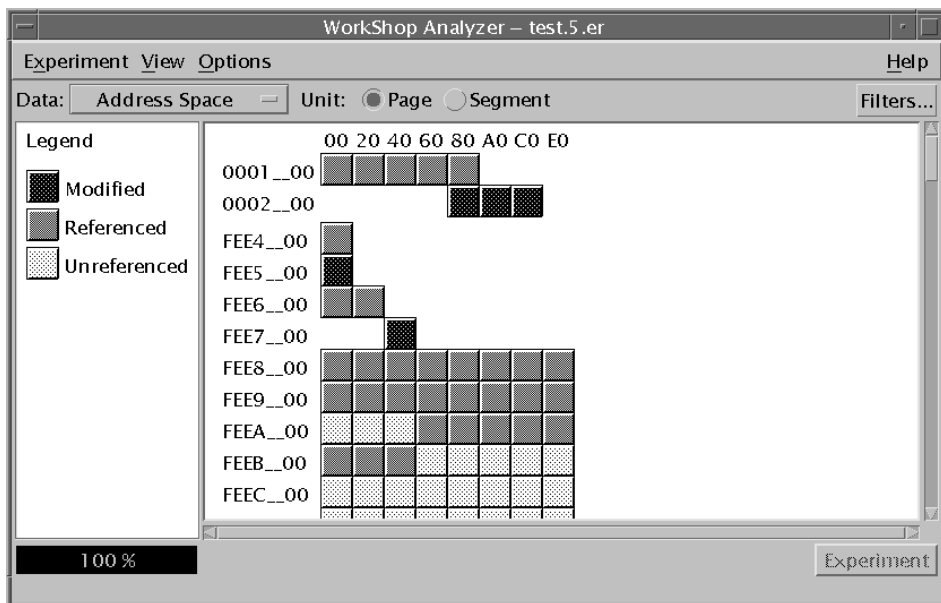 WorkShop Analyzer – test.5.er
Experiment View Options Help
Data: Address Space Unit: Page Segment Filters...
Legend
Modified
Referenced
Unreferenced
00 20 40 60 80 A0 C0 E0
0001__00
0002__00
FEE4__00
FEE5__00
FEE6__00
FEE7__00
FEE8__00
FEE9__00
FEEA__00
FEEB__00
FEEC__00
100 %
Experiment